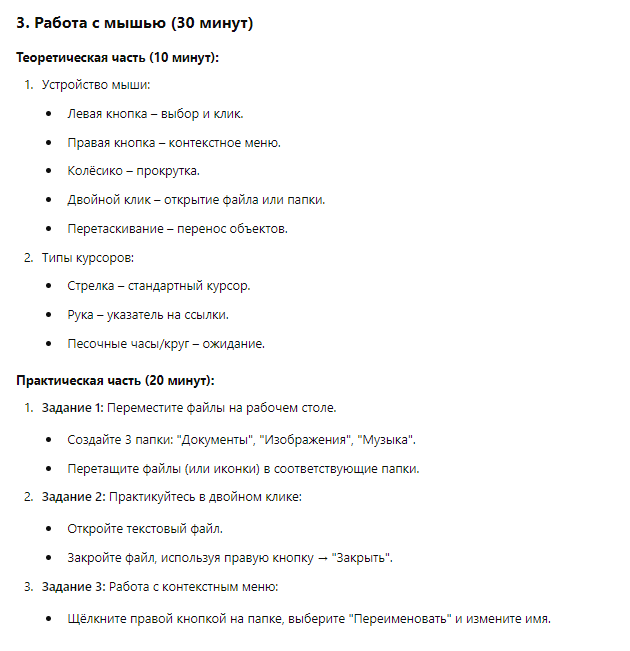 3. Работа с мышью (30 минут)
Теоретическая часть (10 минут):
1. Устройство мыши:
• Левая кнопка – выбор и клик.
• Правая кнопка – контекстное меню.
• Колёсико – прокрутка.
• Двойной клик – открытие файла или папки.
• Перетаскивание – перенос объектов.
2. Типы курсоров:
• Стрелка – стандартный курсор.
• Рука – указатель на ссылки.
• Песочные часы/круг – ожидание.
Практическая часть (20 минут):
1. Задание 1: Переместите файлы на рабочем столе.
• Создайте 3 папки: "Документы", "Изображения", "Музыка".
• Перетащите файлы (или иконки) в соответствующие папки.
2. Задание 2: Практикуйтесь в двойном клике:
• Откройте текстовый файл.
• Закройте файл, используя правую кнопку → "Закрыть".
3. Задание 3: Работа с контекстным меню:
• Щёлкните правой кнопкой на папке, выберите "Переименовать" и измените имя.